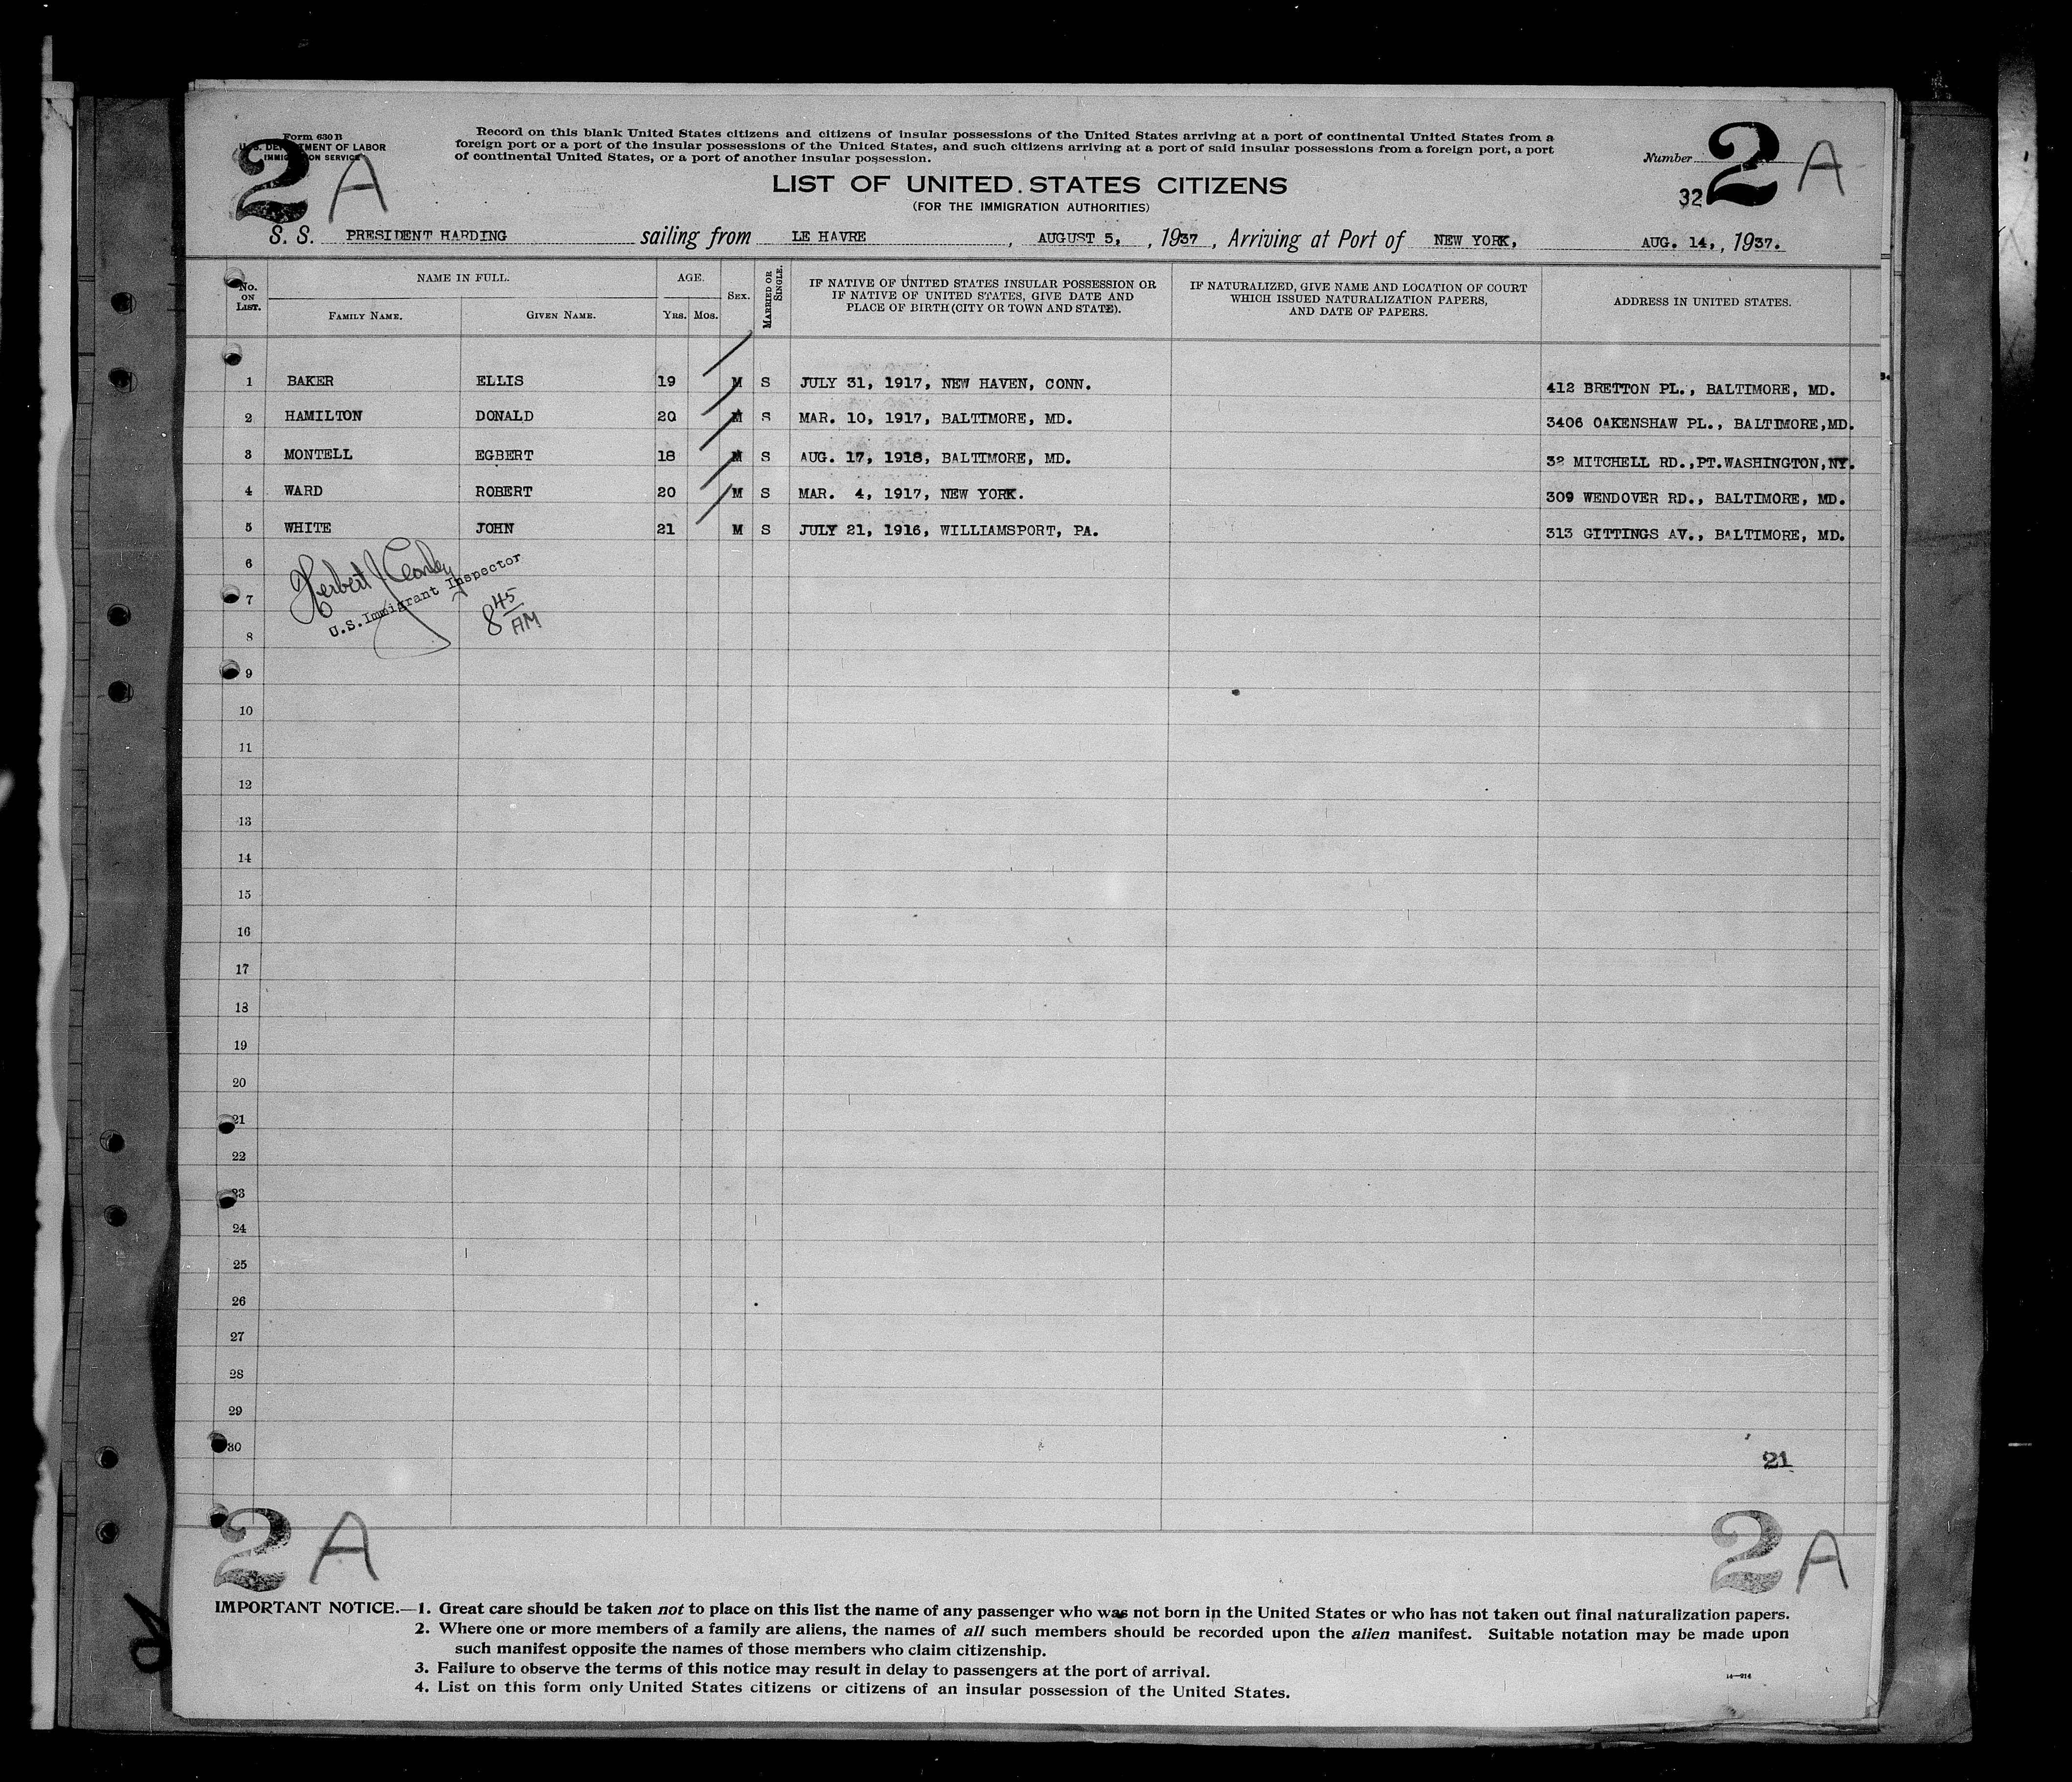 Form 630 B
U. S. DEPARTMENT OF LABOR
IMMIGRATION SERVICE
2 A
Record on this blank United States citizens and citizens of insular possessions of the United States arriving at a port of continental United States from a
foreign port or a port of the insular possessions of the United States, and such citizens arriving at a port of said insular possessions from a foreign port, a port
of continental United States, or a port of another insular possession.
Number 2 A
32
LIST OF UNITED STATES CITIZENS
(FOR THE IMMIGRATION AUTHORITIES)
S. S. PRESIDENT HARDING sailing from LE HAVRE, AUGUST 5, , 1937, Arriving at Port of NEW YORK, AUG. 14, , 1937.
No. ON LIST. NAME IN FULL. AGE. SEX. MARRIED OR SINGLE. IF NATIVE OF UNITED STATES INSULAR POSSESSION OR IF NATIVE OF UNITED STATES, GIVE DATE AND PLACE OF BIRTH (CITY OR TOWN AND STATE). IF NATURALIZED, GIVE NAME AND LOCATION OF COURT WHICH ISSUED NATURALIZATION PAPERS, AND DATE OF PAPERS. ADDRESS IN UNITED STATES.
FAMILY NAME. GIVEN NAME. YRS. MOS.
1 BAKER ELLIS 19 M S JULY 31, 1917, NEW HAVEN, CONN. 412 BRETTON PL., BALTIMORE, MD.
2 HAMILTON DONALD 20 M S MAR. 10, 1917, BALTIMORE, MD. 3406 OAKENSHAW PL., BALTIMORE,MD.
3 MONTELL EGBERT 18 M S AUG. 17, 1918, BALTIMORE, MD. 32 MITCHELL RD.,PT.WASHINGTON,NY.
4 WARD ROBERT 20 M S MAR. 4, 1917, NEW YORK. 309 WENDOVER RD., BALTIMORE, MD.
5 WHITE JOHN 21 M S JULY 21, 1916, WILLIAMSPORT, PA. 313 GITTINGS AV., BALTIMORE, MD.
6
Herbert J
U.S. Immigrant Inspector
8 45 AM
7
8
9
10
11
12
13
14
15
16
17
18
19
20
21
22
23
24
25
26
27
28
29
30
21
2 A 2 A
IMPORTANT NOTICE.—1. Great care should be taken not to place on this list the name of any passenger who was not born in the United States or who has not taken out final naturalization papers.
2. Where one or more members of a family are aliens, the names of all such members should be recorded upon the alien manifest. Suitable notation may be made upon
such manifest opposite the names of those members who claim citizenship.
3. Failure to observe the terms of this notice may result in delay to passengers at the port of arrival.
4. List on this form only United States citizens or citizens of an insular possession of the United States.